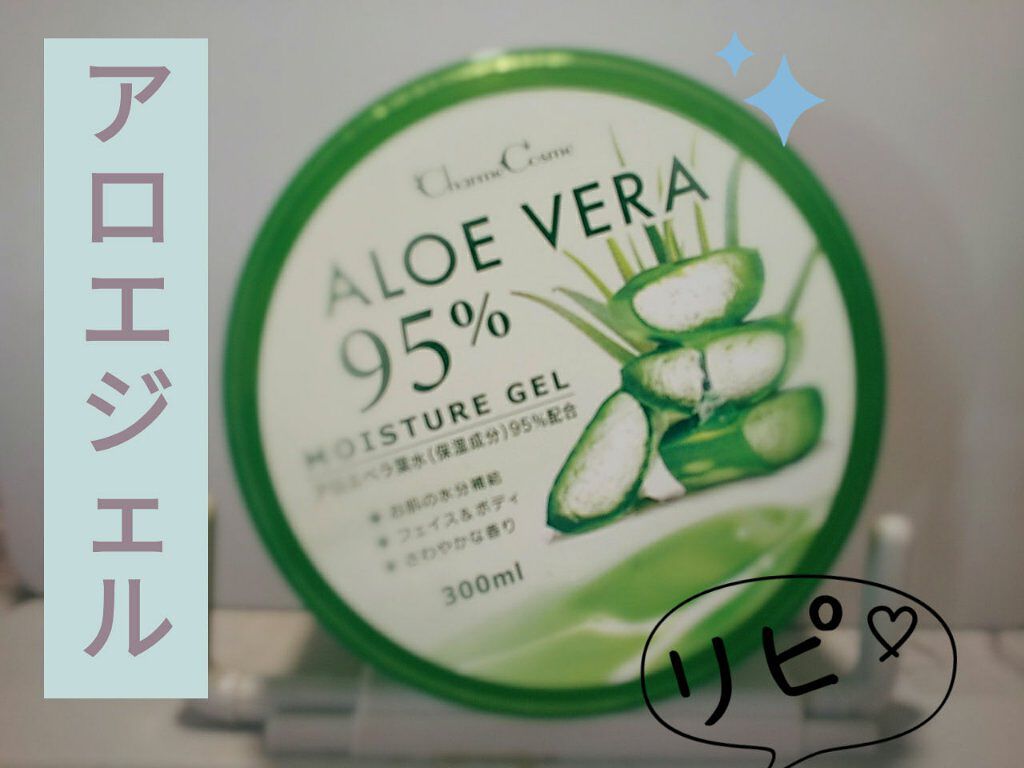 アロエジェル
CharmeCosme
ALOE VERA
95%
MOISTURE GEL
アロエベラ葉水(保湿成分)95%配合
お肌の水分補給
フェイス&ボディ
さわやかな香り
300ml
リピ♡